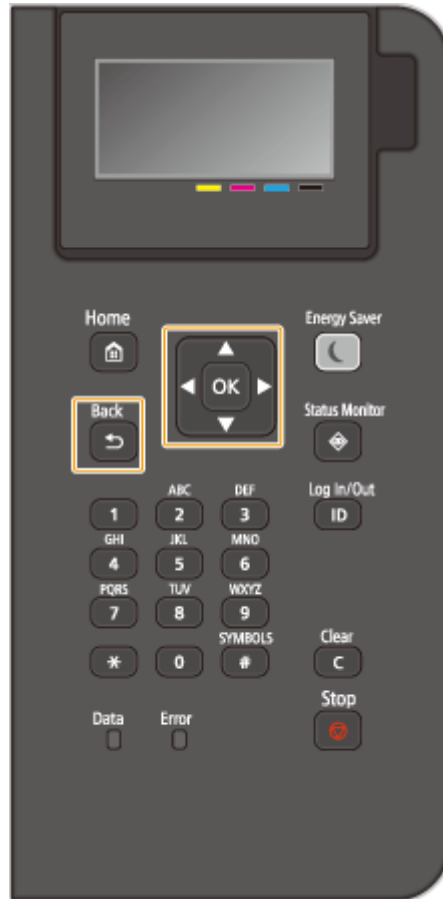 Home
Energy Saver
OK
Back
Status Monitor
ABC
DEF
Log In/Out
1
2
3
ID
GHI
JKL
MNO
4
5
6
PQRS
TUV
WXYZ
7
8
9
SYMBOLS
Clear
*
0
#
C
Stop
Data
Error